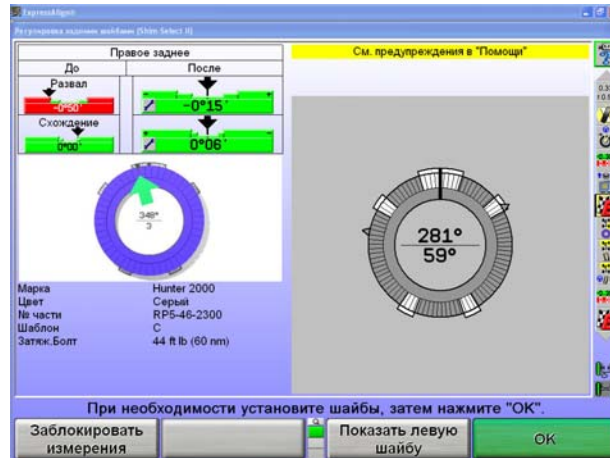 ExpressAlign®
Регулировка задними шайбами (Shim Select II)
Правое заднее
До После
Развал
-0°50' -0°15'
Схождение
0°00' 0°06'
348°
3
Марка Hunter 2000
Цвет Серый
№ части RP5-46-2300
Шаблон C
Затяж.Болт 44 ft lb (60 nm)
См. предупреждения в "Помощи"
281°
59°
При необходимости установите шайбы, затем нажмите "OK".
Заблокировать
измерения
Показать левую
шайбу
OK